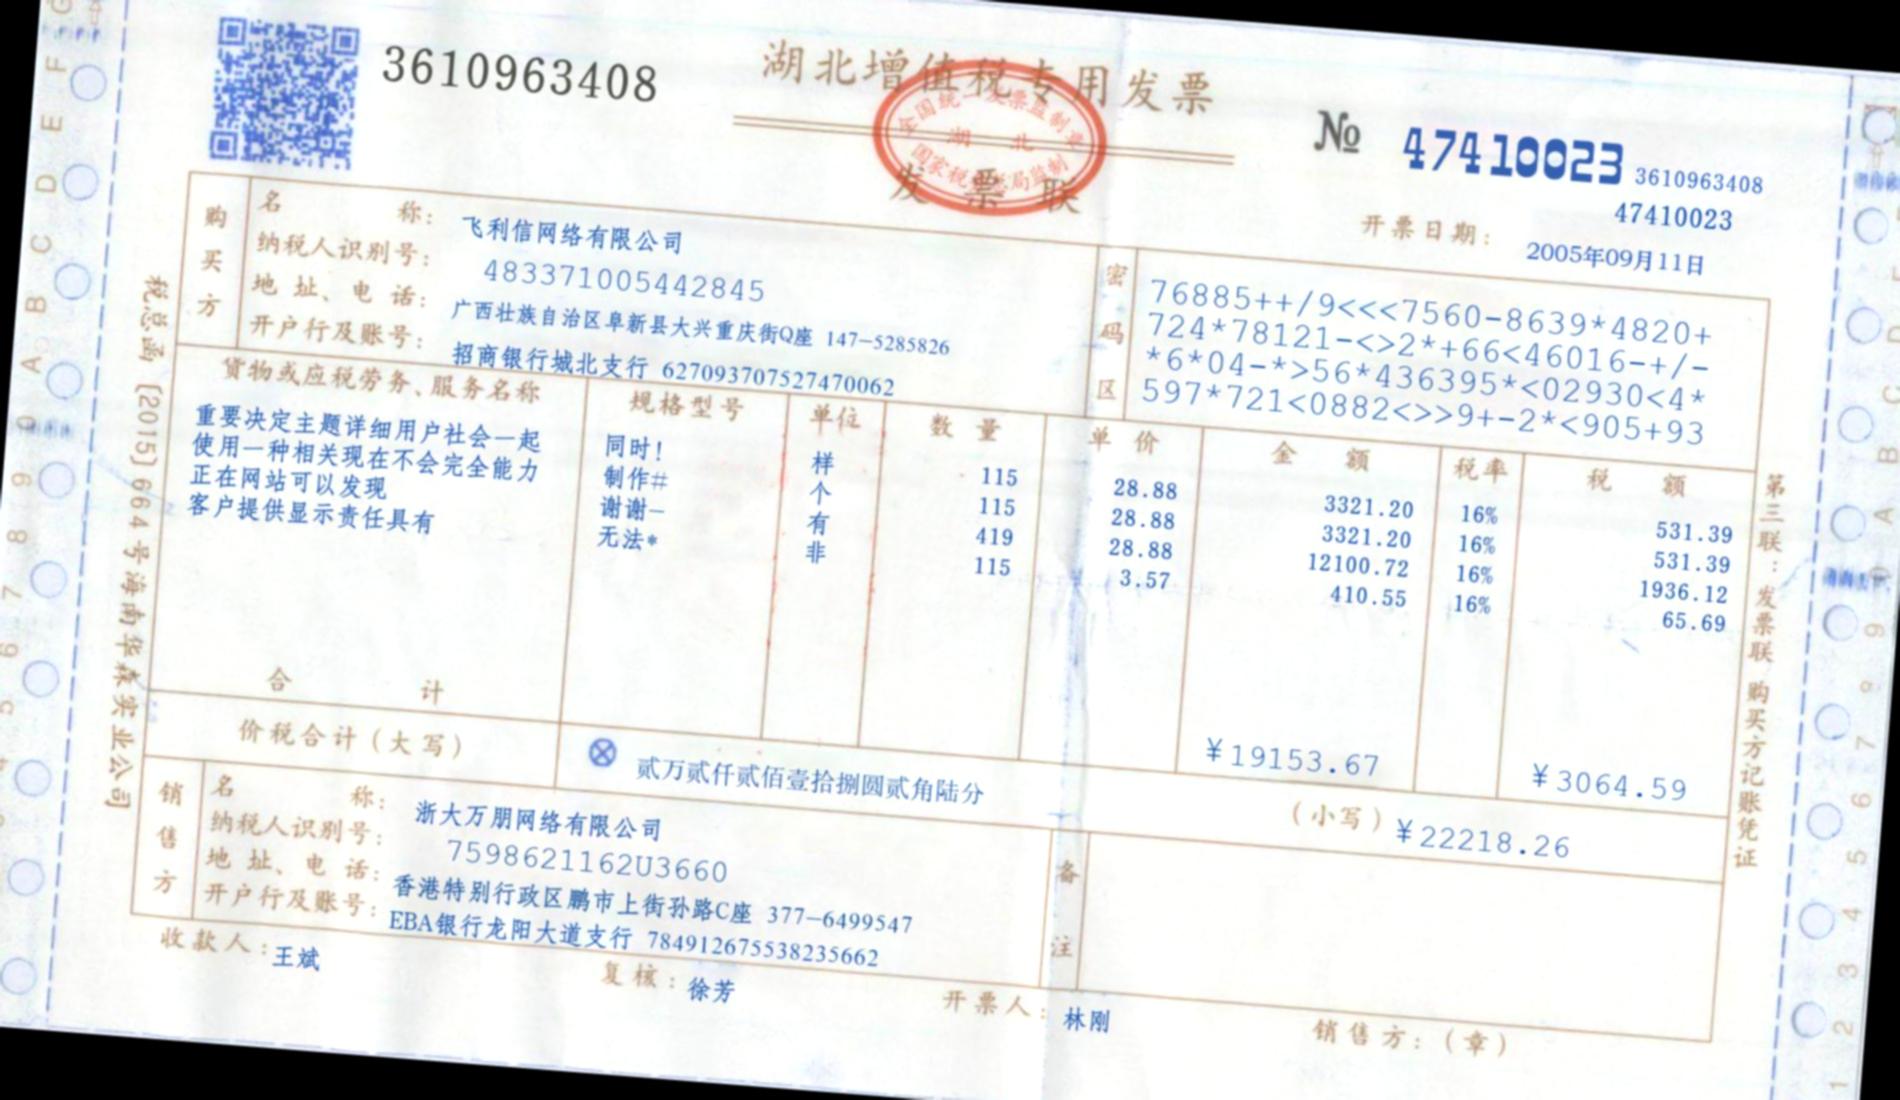 3610963408
湖北增值税专用发票
全国统一发票监制章
湖 北
国家税务总局监制
发票联
№ 47410023
3610963408
47410023
开票日期: 2005年09月11日
购买方
名称: 飞利信网络有限公司
纳税人识别号: 483371005442845
地址、电话: 广西壮族自治区阜新县大兴重庆街Q座 147-5285826
开户行及账号: 招商银行城北支行 627093707527470062
密码区
76885++/9<<<7560-8639*4820+
724*78121-<>2*+66<46016-+/-
*6*04-*>56*436395*<02930<4*
597*721<0882<>>9+-2*<905+93
货物或应税劳务、服务名称 规格型号 单位 数量 单价 金额 税率 税额
重要决定主题详细用户社会一起 同时! 样 115 28.88 3321.20 16% 531.39
使用一种相关现在不会完全能力 制作# 个 115 28.88 3321.20 16% 531.39
正在网站可以发现 谢谢- 有 419 28.88 12100.72 16% 1936.12
客户提供显示责任具有 无法* 非 115 3.57 410.55 16% 65.69
合计 ¥19153.67 ¥3064.59
价税合计(大写) ⊗ 贰万贰仟贰佰壹拾捌圆贰角陆分 (小写) ¥22218.26
销售方
名称: 浙大万朋网络有限公司
纳税人识别号: 7598621162U3660
地址、电话: 香港特别行政区鹏市上街孙路C座 377-6499547
开户行及账号: EBA银行龙阳大道支行 7849126755382​35662
备注
收款人: 王斌 复核: 徐芳 开票人: 林刚 销售方: (章)
税总函〔2015〕664号海南华森实业公司
第三联: 发票联 购买方记账凭证